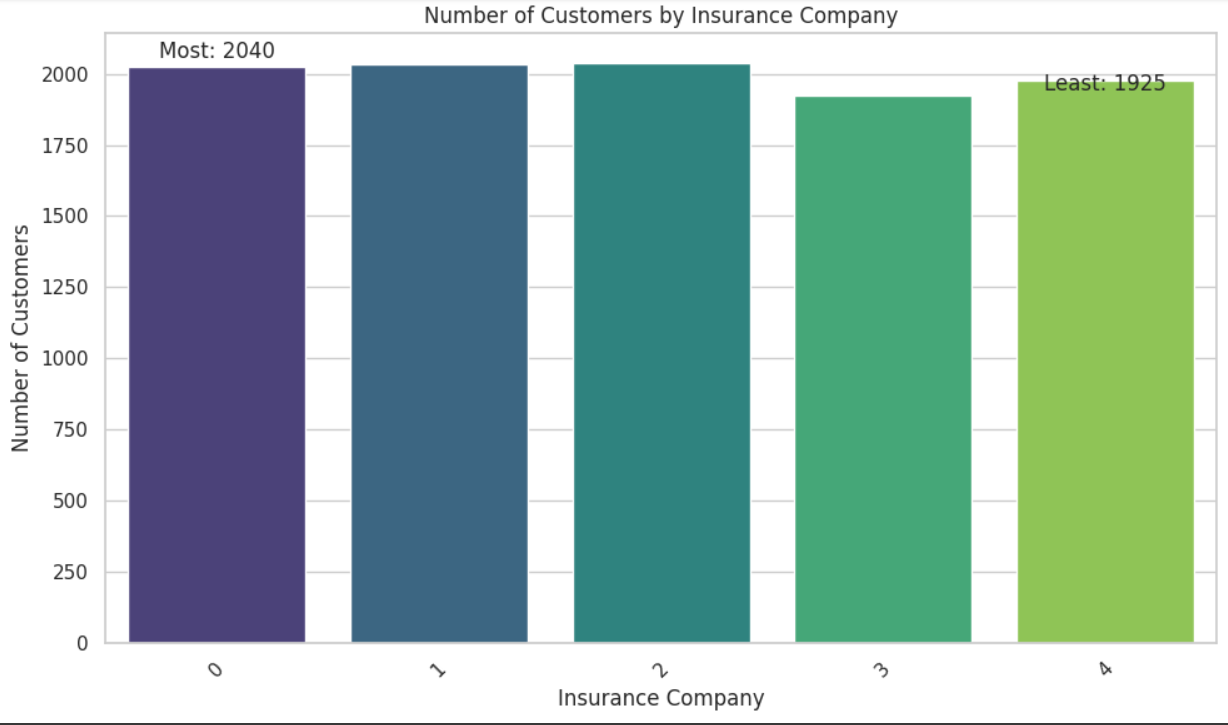 Number of Customers by Insurance Company
Most: 2040
Least: 1925
Number of Customers
2000
1750
1500
1250
1000
750
500
250
0
0
1
2
3
4
Insurance Company